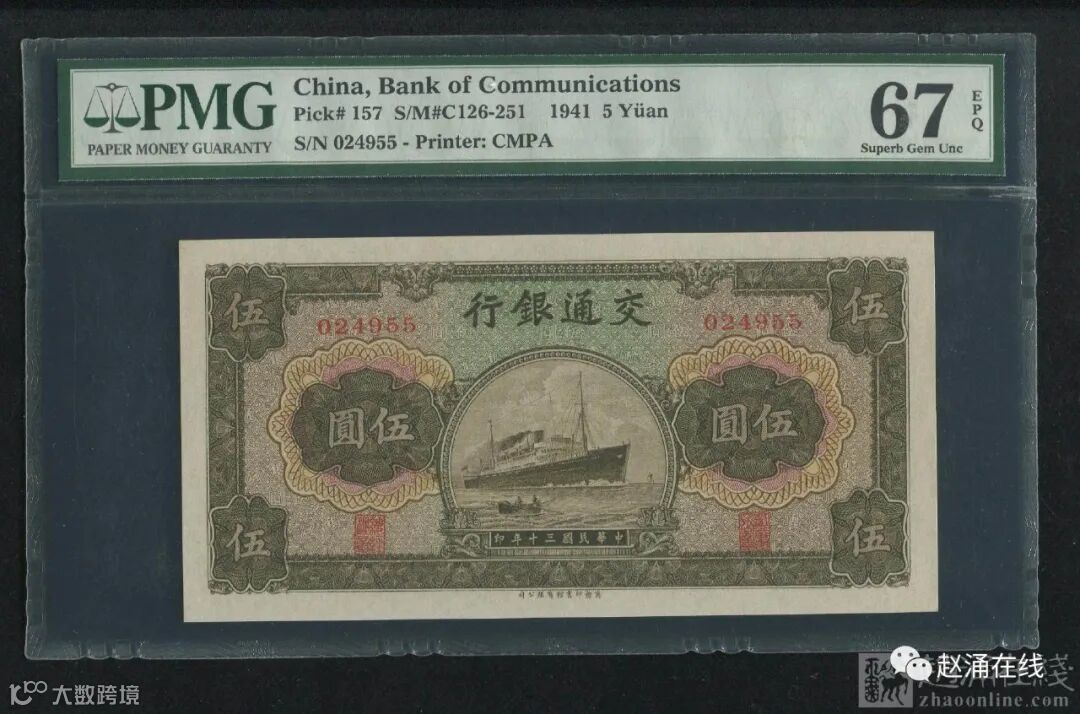 PMG
PAPER MONEY GUARANTY
China, Bank of Communications
Pick# 157 S/M#C126-251 1941 5 Yüan
S/N 024955 - Printer: CMPA
67
EPQ
Superb Gem Unc
伍
伍
行銀通交
024955
024955
圓伍
圓伍
伍
伍
印年十三國民華中
大数跨境
赵涌在线
zhaoonline.com